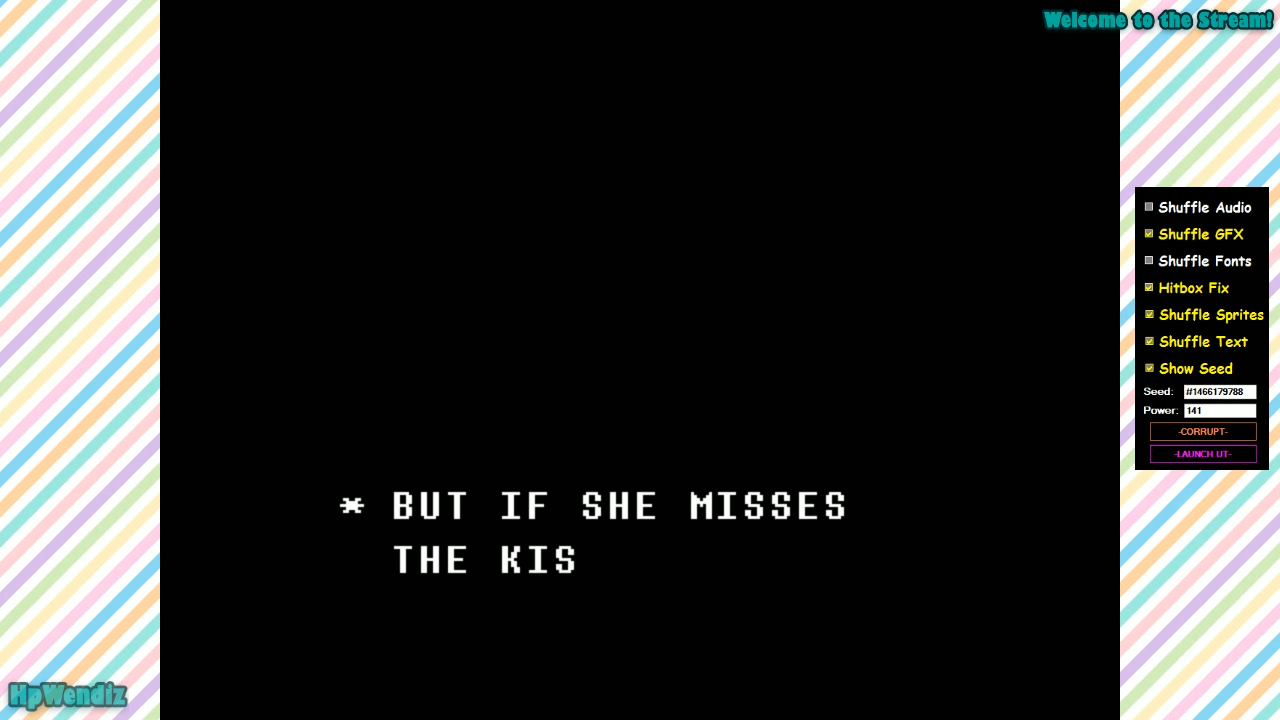 Welcome to the Stream!
Shuffle Audio
Shuffle GFX
Shuffle Fonts
Hitbox Fix
Shuffle Sprites
Shuffle Text
Show Seed
Seed: #1466179788
Power: 141
-CORRUPT-
-LAUNCH UT-
* BUT IF SHE MISSES
THE KIS
HpWendiz